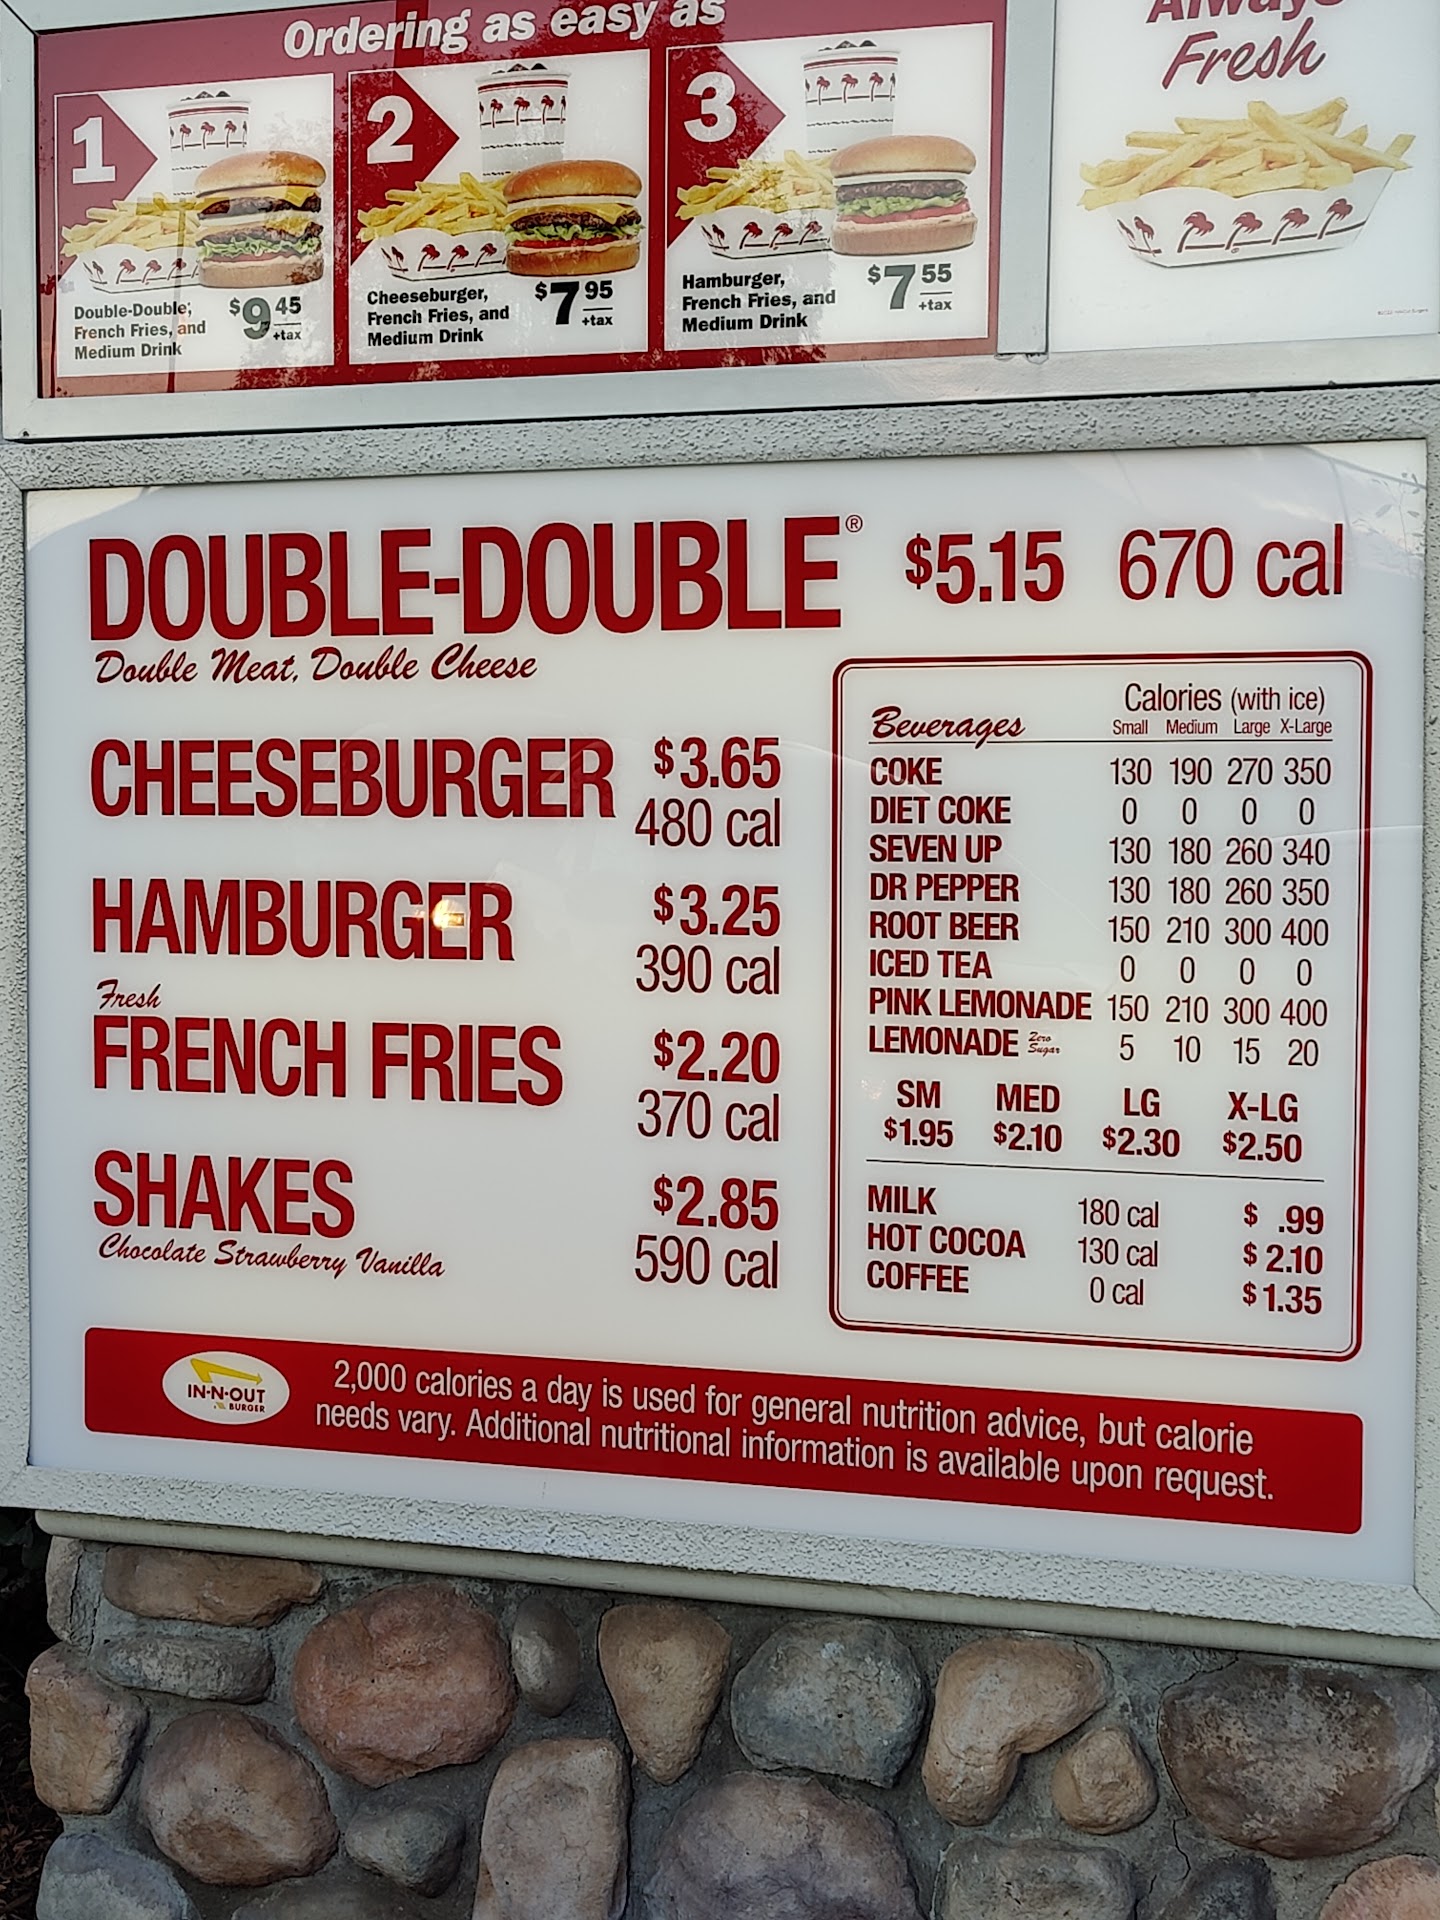 Ordering as easy as
1
Double-Double,
French Fries, and
Medium Drink
$9 45
+tax
2
Cheeseburger,
French Fries, and
Medium Drink
$7 95
+tax
3
Hamburger,
French Fries, and
Medium Drink
$7 55
+tax
Always
Fresh
DOUBLE-DOUBLE® $5.15 670 cal
Double Meat, Double Cheese
CHEESEBURGER $3.65
480 cal
HAMBURGER $3.25
390 cal
Fresh
FRENCH FRIES $2.20
370 cal
SHAKES $2.85
Chocolate Strawberry Vanilla 590 cal
Calories (with ice)
Beverages Small Medium Large X-Large
COKE 130 190 270 350
DIET COKE 0 0 0 0
SEVEN UP 130 180 260 340
DR PEPPER 130 180 260 350
ROOT BEER 150 210 300 400
ICED TEA 0 0 0 0
PINK LEMONADE 150 210 300 400
LEMONADE Zero Sugar 5 10 15 20
SM MED LG X-LG
$1.95 $2.10 $2.30 $2.50
MILK 180 cal $ .99
HOT COCOA 130 cal $ 2.10
COFFEE 0 cal $ 1.35
IN-N-OUT
BURGER
2,000 calories a day is used for general nutrition advice, but calorie
needs vary. Additional nutritional information is available upon request.